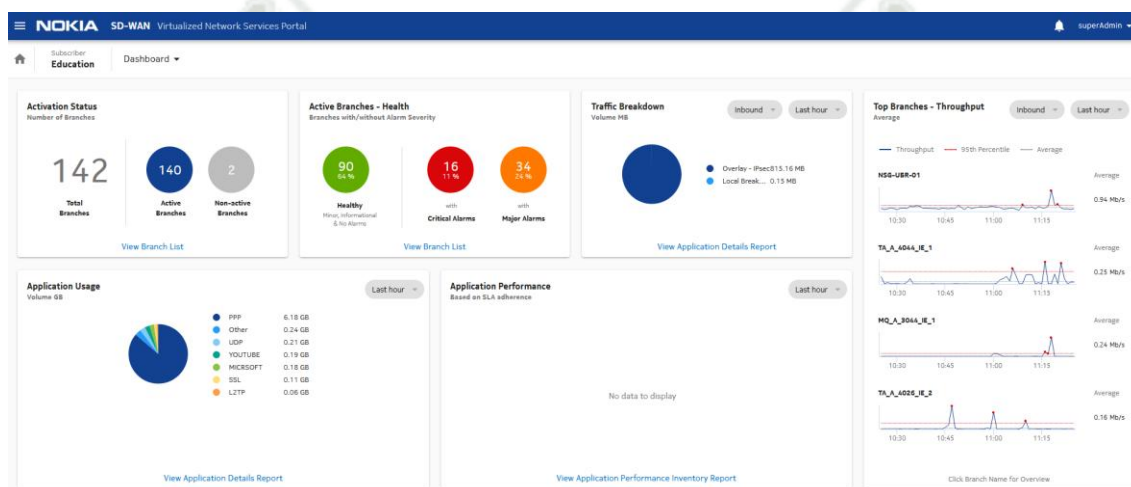 NOKIA SD-WAN Virtualized Network Services Portal superAdmin
Subscriber
Education
Dashboard
Activation Status
Number of Branches
142
140
2
Total
Branches
Active
Branches
Non-active
Branches
View Branch List
Active Branches - Health
Branches with/without Alarm Severity
90
64 %
16
11 %
34
24 %
Healthy
Minor, Informational
& No Alarms
with
Critical Alarms
with
Major Alarms
View Branch List
Traffic Breakdown
Volume MB
Inbound
Last hour
Overlay - IPsec 815.16 MB
Local Break... 0.15 MB
View Application Details Report
Top Branches - Throughput
Average
Inbound
Last hour
Throughput 95th Percentile Average
NSG-UBR-01
Average
0.94 Mb/s
10:30 10:45 11:00 11:15
TA_A_4044_IE_1
Average
0.25 Mb/s
10:30 10:45 11:00 11:15
MQ_A_3044_IE_1
Average
0.24 Mb/s
10:30 10:45 11:00 11:15
TA_A_4026_IE_2
Average
0.16 Mb/s
10:30 10:45 11:00 11:15
Click Branch Name for Overview
Application Usage
Volume GB
Last hour
PPP 6.18 GB
Other 0.24 GB
UDP 0.21 GB
YOUTUBE 0.19 GB
MICRSOFT 0.18 GB
SSL 0.11 GB
L2TP 0.06 GB
View Application Details Report
Application Performance
Based on SLA adherence
Last hour
No data to display
View Application Performance Inventory Report